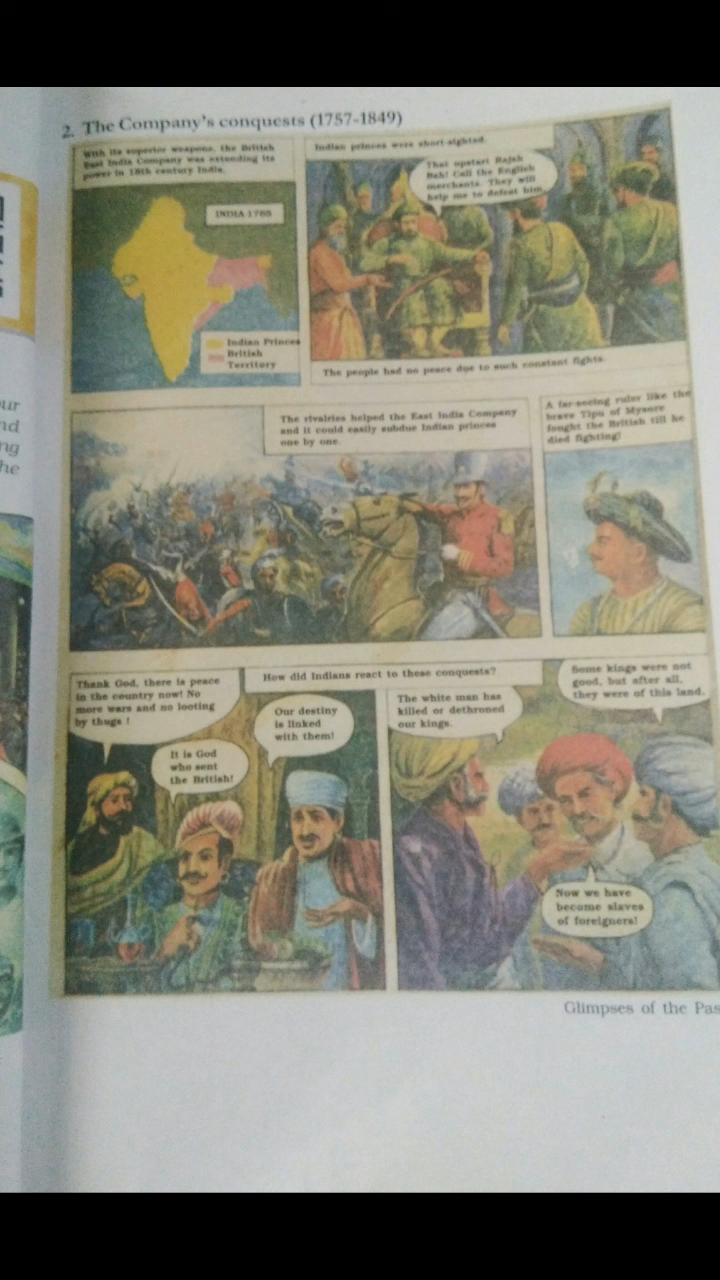 2. The Company's conquests (1757-1849)
With its superior weapons, the British
East India Company was extending its
power in 18th century India.
INDIA 1765
Indian Princes
British
Territory
Indian princes were short-sighted.
That upstart Rajah
Bah! Call the English
merchants. They will
help me to defeat him.
The people had no peace due to such constant fights.
The rivalries helped the East India Company
and it could easily subdue Indian princes
one by one.
A far-seeing ruler like the
brave Tipu of Mysore
fought the British till he
died fighting!
How did Indians react to these conquests?
Thank God, there is peace
in the country now! No
more wars and no looting
by thugs !
It is God
who sent
the British!
Our destiny
is linked
with them!
The white man has
killed or dethroned
our kings.
Some kings were not
good, but after all,
they were of this land.
Now we have
become slaves
of foreigners!
Glimpses of the Pas
ur
nd
ng
he